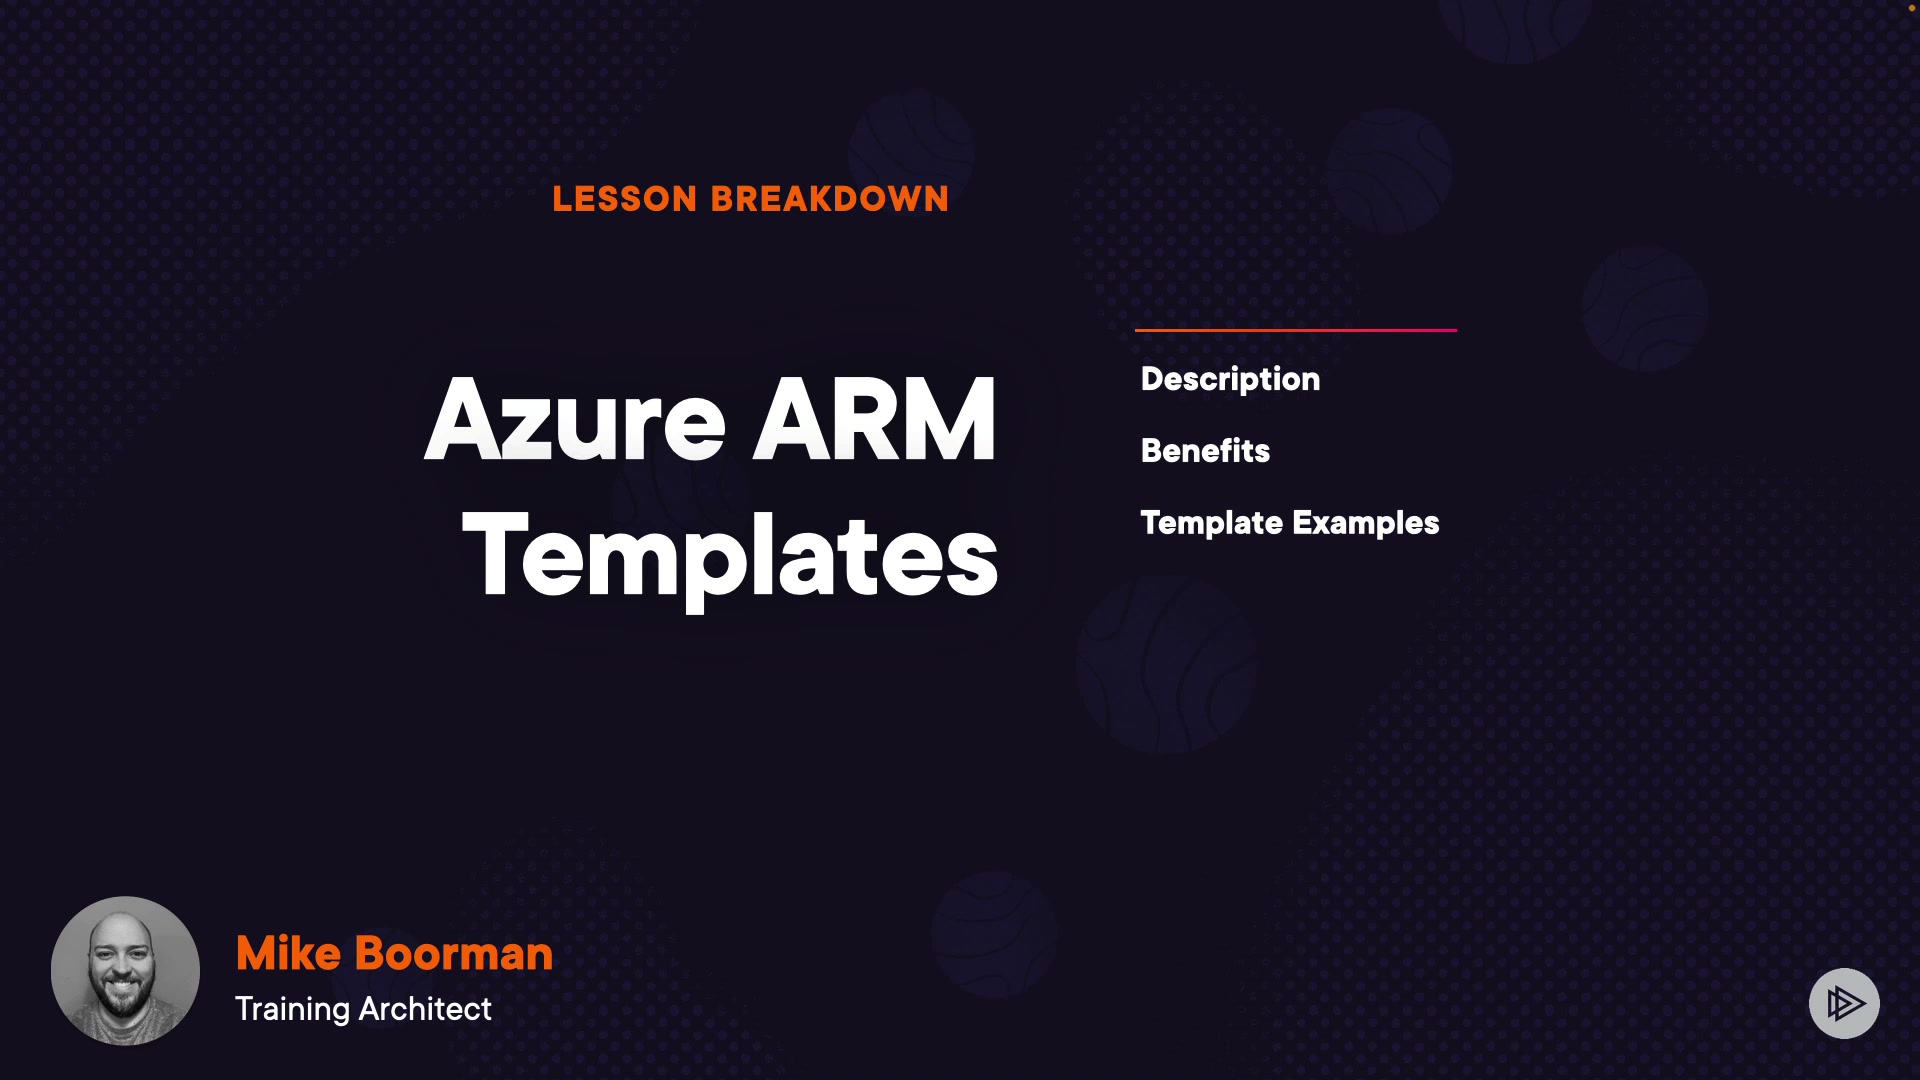 LESSON BREAKDOWN
Azure ARM
Templates
Description
Benefits
Template Examples
Mike Boorman
Training Architect